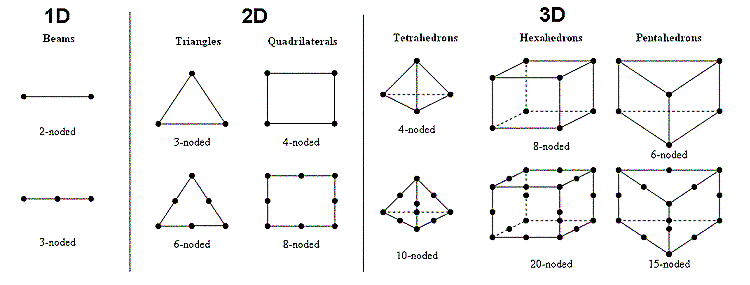 1D
2D
3D
Beams
Triangles
Quadrilaterals
Tetrahedrons
Hexahedrons
Pentahedrons
2-noded
3-noded
4-noded
4-noded
8-noded
6-noded
3-noded
6-noded
8-noded
10-noded
20-noded
15-noded